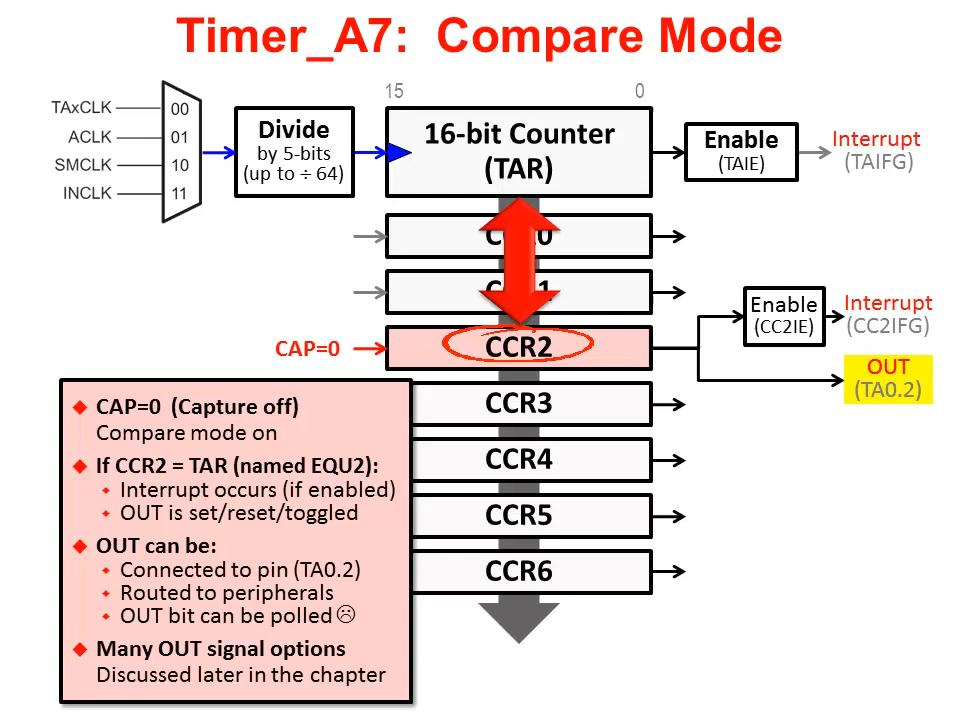 Timer_A7:  Compare Mode
15
0
TAxCLK
00
ACLK
01
SMCLK
10
INCLK
11
Divide
by 5-bits
(up to ÷ 64)
16-bit Counter
(TAR)
Enable
(TAIE)
Interrupt
(TAIFG)
CAP=0
CCR2
Enable
(CC2IE)
Interrupt
(CC2IFG)
OUT
(TA0.2)
CCR3
CCR4
CCR5
CCR6
◆ CAP=0 (Capture off)
Compare mode on
◆ If CCR2 = TAR (named EQU2):
◆ Interrupt occurs (if enabled)
◆ OUT is set/reset/toggled
◆ OUT can be:
◆ Connected to pin (TA0.2)
◆ Routed to peripherals
◆ OUT bit can be polled ☹
◆ Many OUT signal options
Discussed later in the chapter